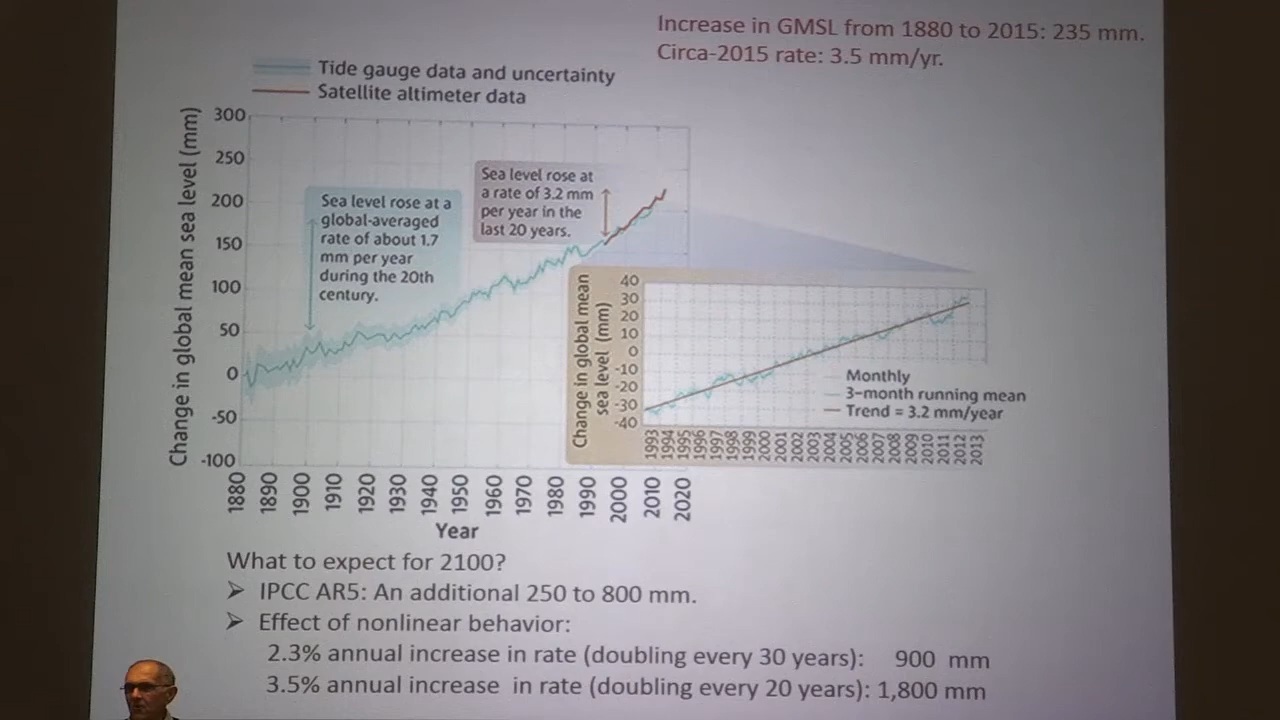 Increase in GMSL from 1880 to 2015: 235 mm.
Circa-2015 rate: 3.5 mm/yr.
Tide gauge data and uncertainty
Satellite altimeter data
Change in global mean sea level (mm)
300
250
200
150
100
50
0
-50
-100
Sea level rose at a
global-averaged
rate of about 1.7
mm per year
during the 20th
century.
Sea level rose at
a rate of 3.2 mm
per year in the
last 20 years.
1880
1890
1900
1910
1920
1930
1940
1950
1960
1970
1980
1990
2000
2010
2020
Year
Change in global mean
sea level (mm)
40
30
20
10
0
-10
-20
-30
-40
Monthly
3-month running mean
Trend = 3.2 mm/year
1993
1994
1995
1996
1997
1998
1999
2000
2001
2002
2003
2004
2005
2006
2007
2008
2009
2010
2011
2012
2013
What to expect for 2100?
➢ IPCC AR5: An additional 250 to 800 mm.
➢ Effect of nonlinear behavior:
2.3% annual increase in rate (doubling every 30 years): 900 mm
3.5% annual increase in rate (doubling every 20 years): 1,800 mm